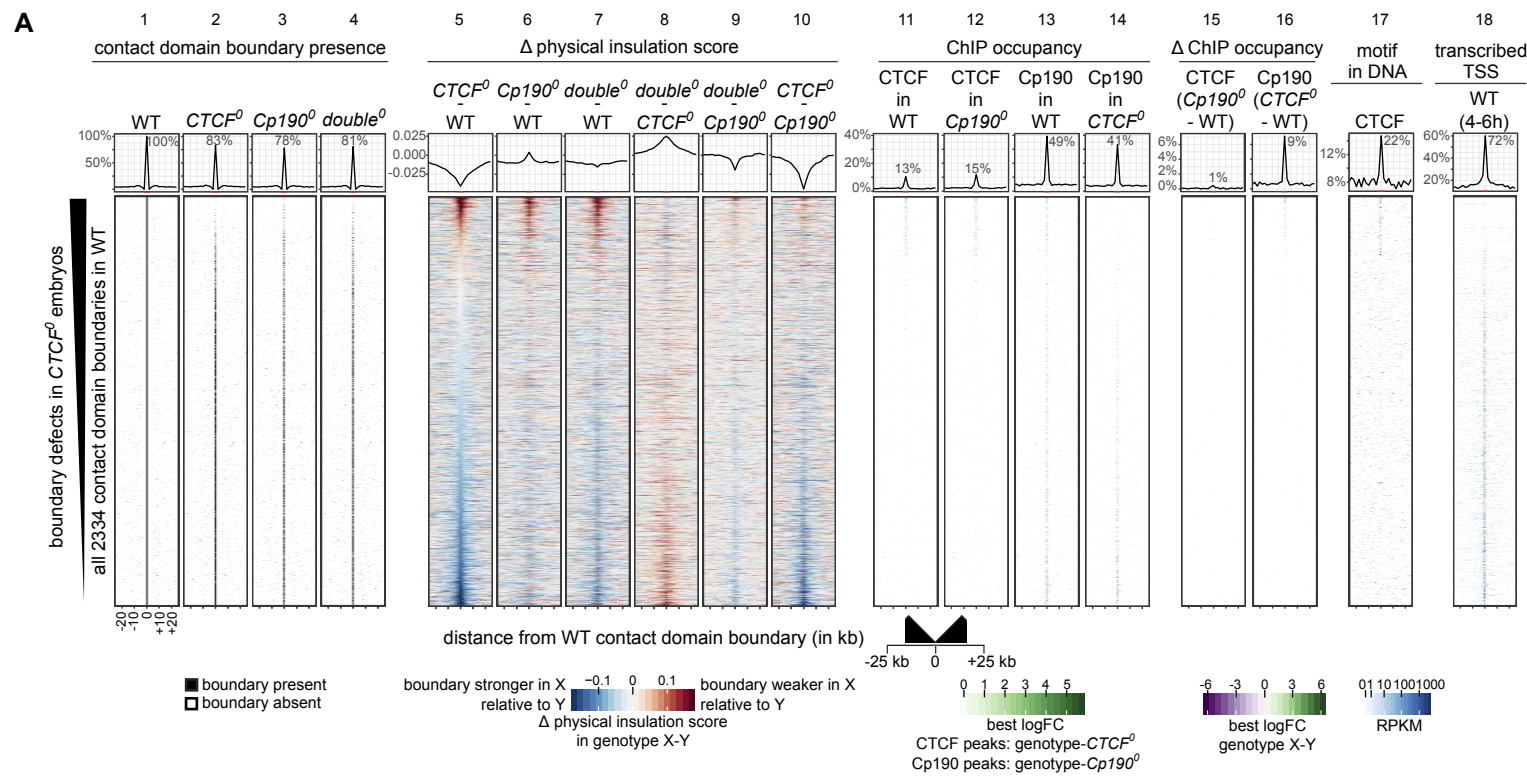 A
1 2 3 4 5 6 7 8 9 10 11 12 13 14 15 16 17 18
contact domain boundary presence
Δ physical insulation score
ChIP occupancy
Δ ChIP occupancy
motif
in DNA
transcribed
TSS
WT
CTCF⁰
Cp190⁰
double⁰
CTCF⁰
-
WT
Cp190⁰
-
WT
double⁰
-
WT
double⁰
-
CTCF⁰
double⁰
-
Cp190⁰
CTCF⁰
-
Cp190⁰
CTCF
in
WT
CTCF
in
Cp190⁰
Cp190
in
WT
Cp190
in
CTCF⁰
CTCF
(Cp190⁰
- WT)
Cp190
(CTCF⁰
- WT)
CTCF
WT
(4-6h)
100%
50%
100%
83%
78%
81%
0.025
0.000
-0.025
40%
20%
0%
13%
15%
49%
41%
6%
4%
2%
0%
1%
9%
12%
8%
22%
60%
40%
20%
72%
boundary defects in CTCF⁰ embryos
all 2334 contact domain boundaries in WT
-20
-10
0
+10
+20
distance from WT contact domain boundary (in kb)
-25 kb 0 +25 kb
boundary present
boundary absent
boundary stronger in X
relative to Y
−0.1 0 0.1
boundary weaker in X
relative to Y
Δ physical insulation score
in genotype X-Y
0 1 2 3 4 5
best logFC
CTCF peaks: genotype-CTCF⁰
Cp190 peaks: genotype-Cp190⁰
-6 -3 0 3 6
best logFC
genotype X-Y
01 10 100 1000
RPKM